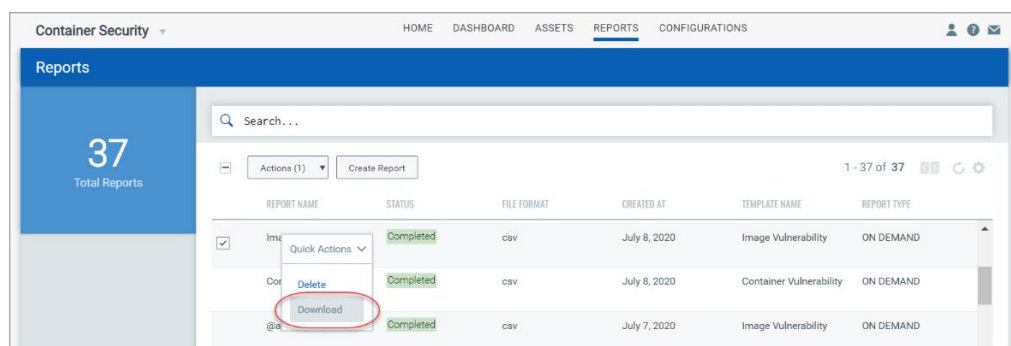 Container Security HOME DASHBOARD ASSETS REPORTS CONFIGURATIONS
Reports
37
Total Reports
Search...
Actions (1) Create Report 1 - 37 of 37
REPORT NAME STATUS FILE FORMAT CREATED AT TEMPLATE NAME REPORT TYPE
Completed csv July 8, 2020 Image Vulnerability ON DEMAND
Quick Actions
Completed csv July 8, 2020 Container Vulnerability ON DEMAND
Delete
Download
Completed csv July 7, 2020 Image Vulnerability ON DEMAND